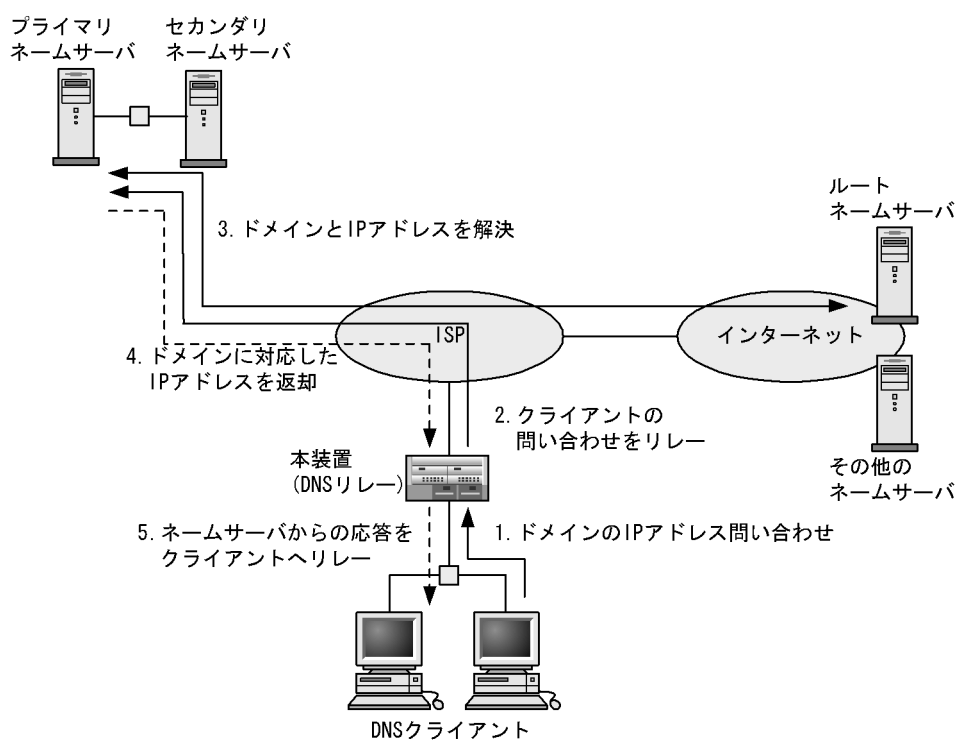 プライマリ
ネームサーバ
セカンダリ
ネームサーバ
3. ドメインとIPアドレスを解決
ルート
ネームサーバ
ISP
インターネット
4. ドメインに対応した
IPアドレスを返却
2. クライアントの
問い合わせをリレー
本装置
(DNSリレー)
その他の
ネームサーバ
5. ネームサーバからの応答を
クライアントへリレー
1. ドメインのIPアドレス問い合わせ
DNSクライアント